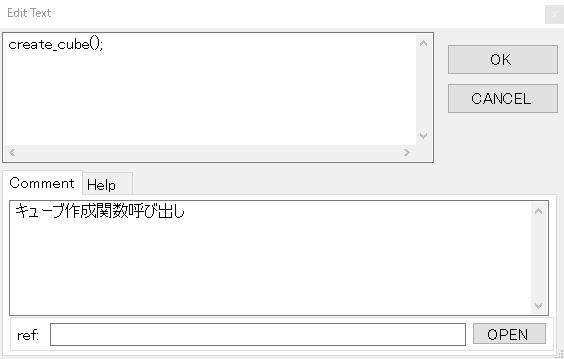 Edit Text
x
create_cube();
OK
CANCEL
Comment
Help
キューブ作成関数呼び出し
ref:
OPEN